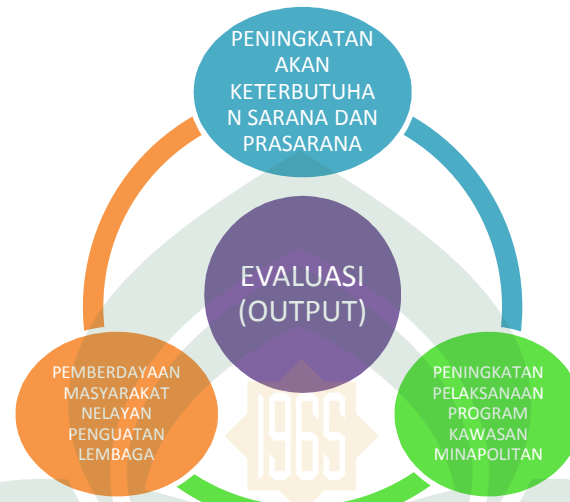 PENINGKATAN
AKAN
KETERBUTUHA
N SARANA DAN
PRASARANA
EVALUASI
(OUTPUT)
PEMBERDAYAAN
MASYARAKAT
NELAYAN
PENGUATAN
LEMBAGA
PENINGKATAN
PELAKSANAAN
PROGRAM
KAWASAN
MINAPOLITAN
1965